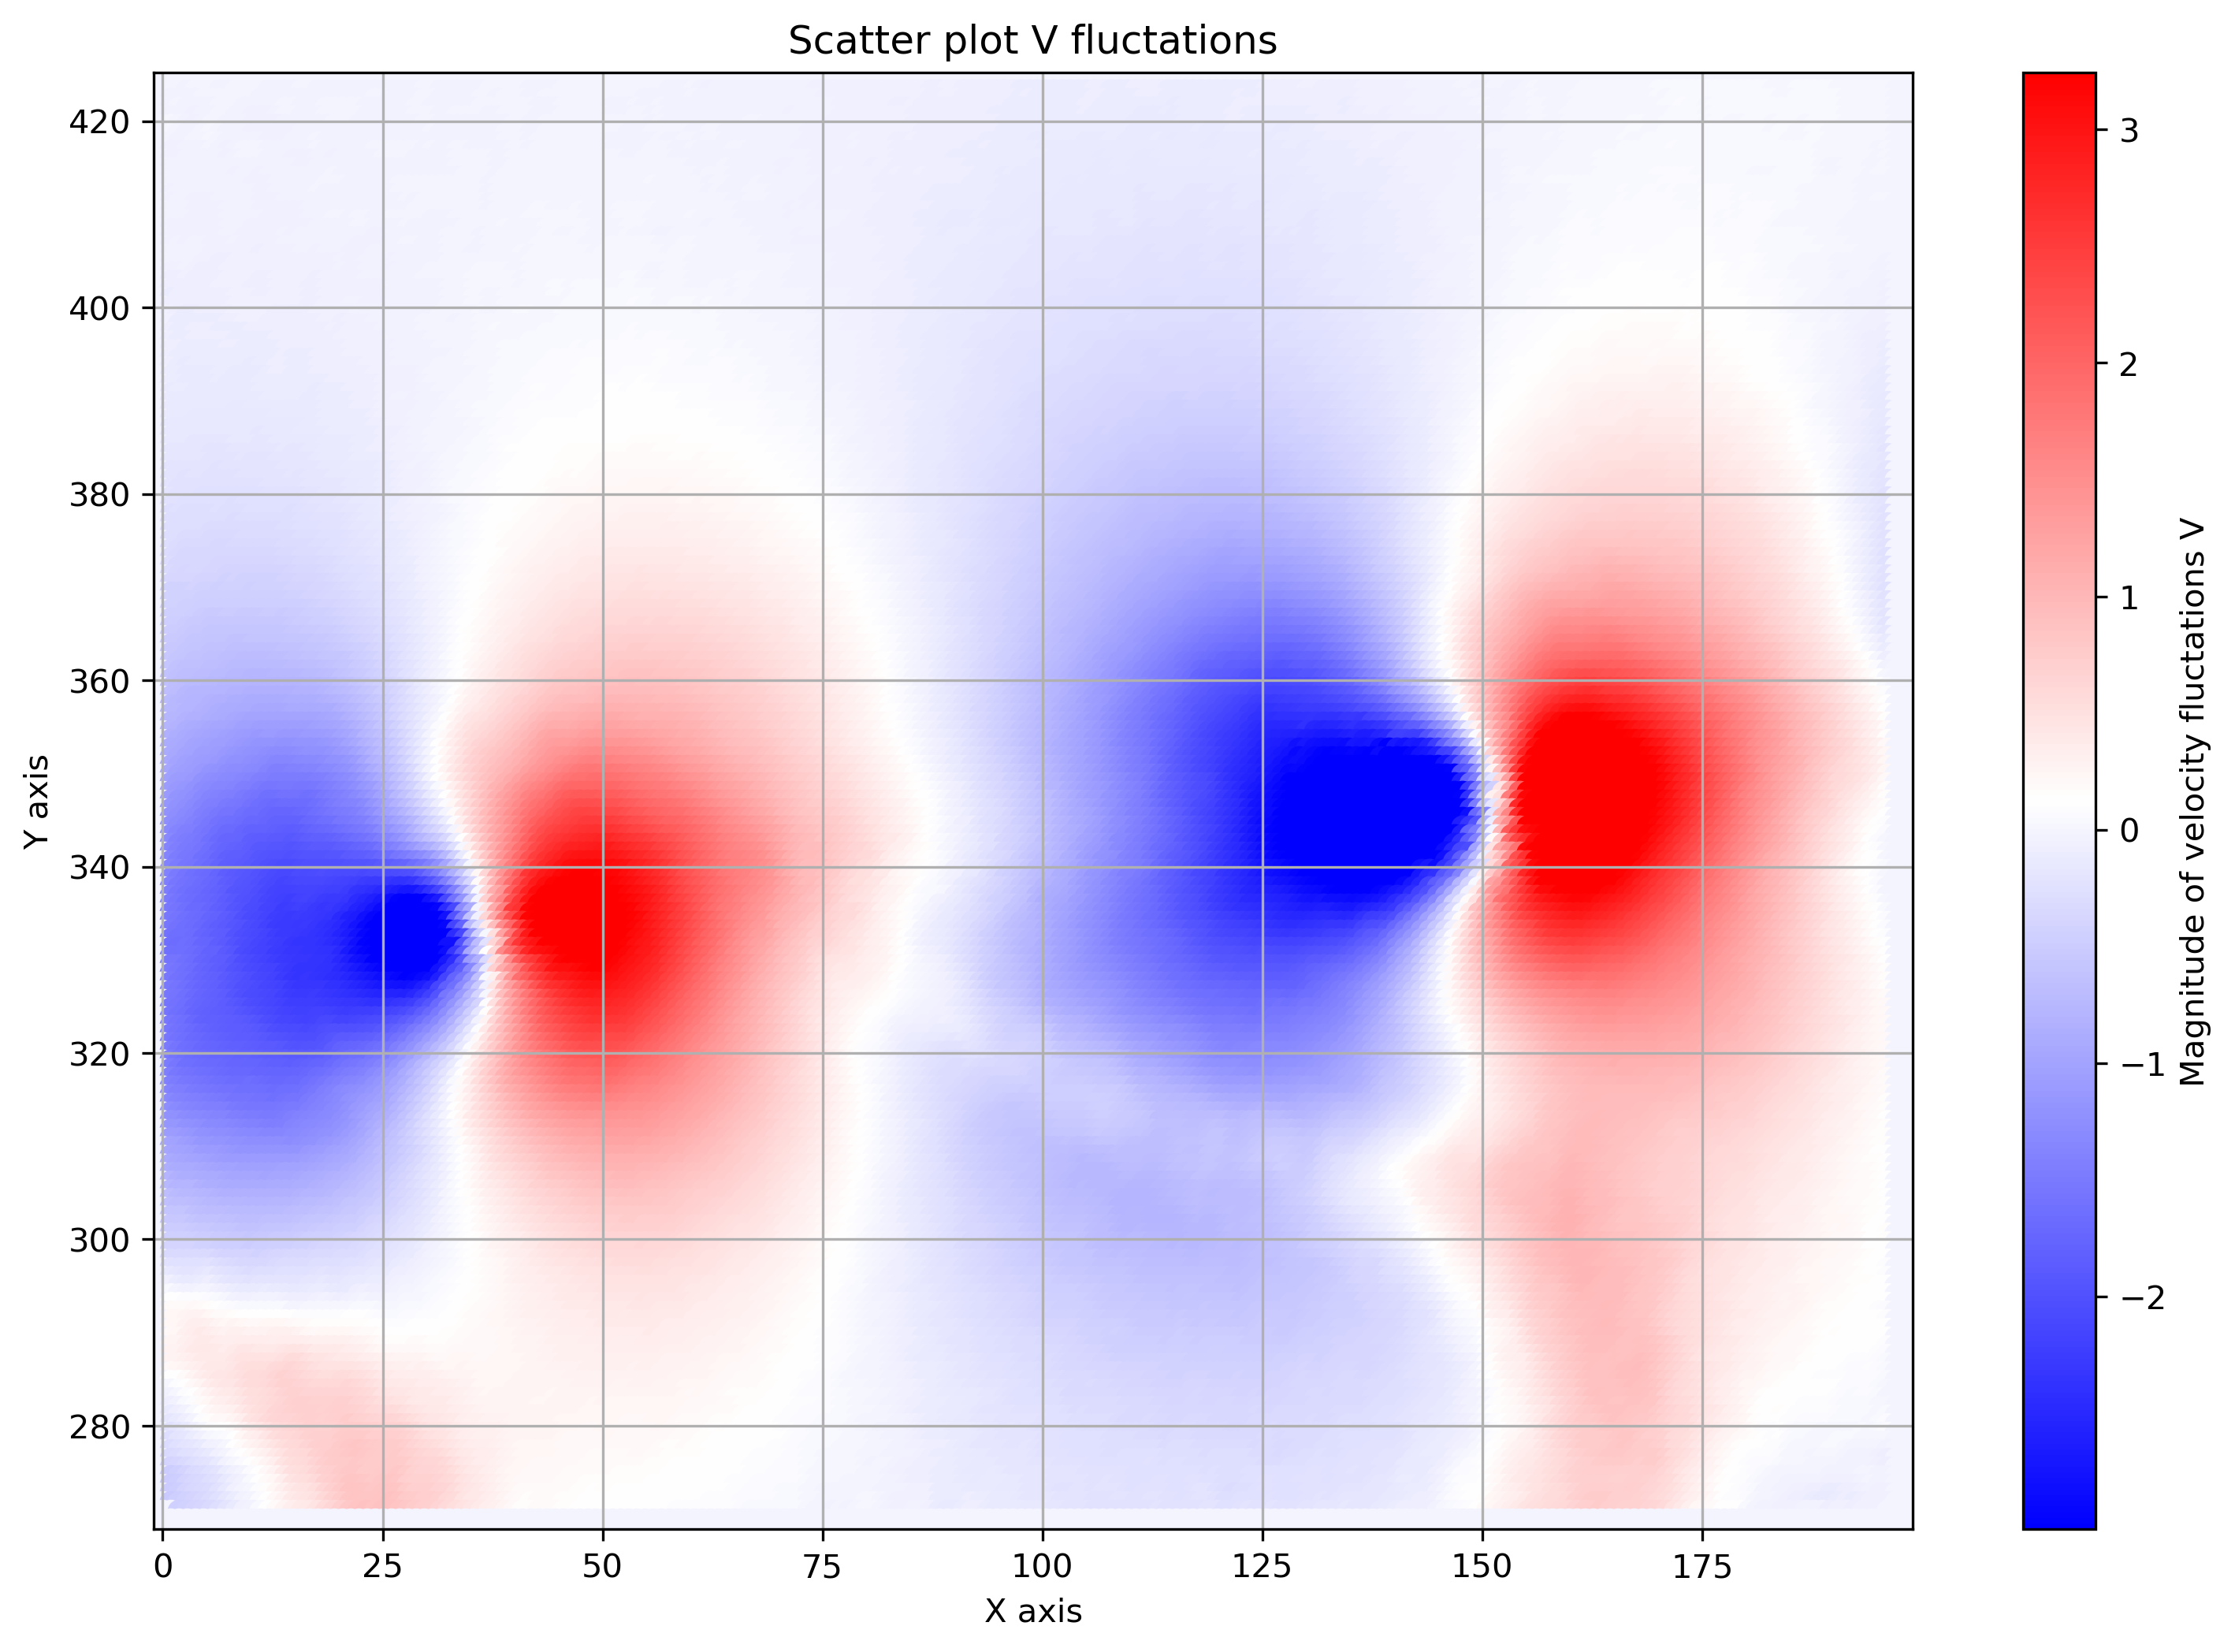 Scatter plot V fluctations
420
400
380
360
340
320
300
280
Y axis
0 25 50 75 100 125 150 175
X axis
3
2
1
0
−1
−2
Magnitude of velocity fluctations V